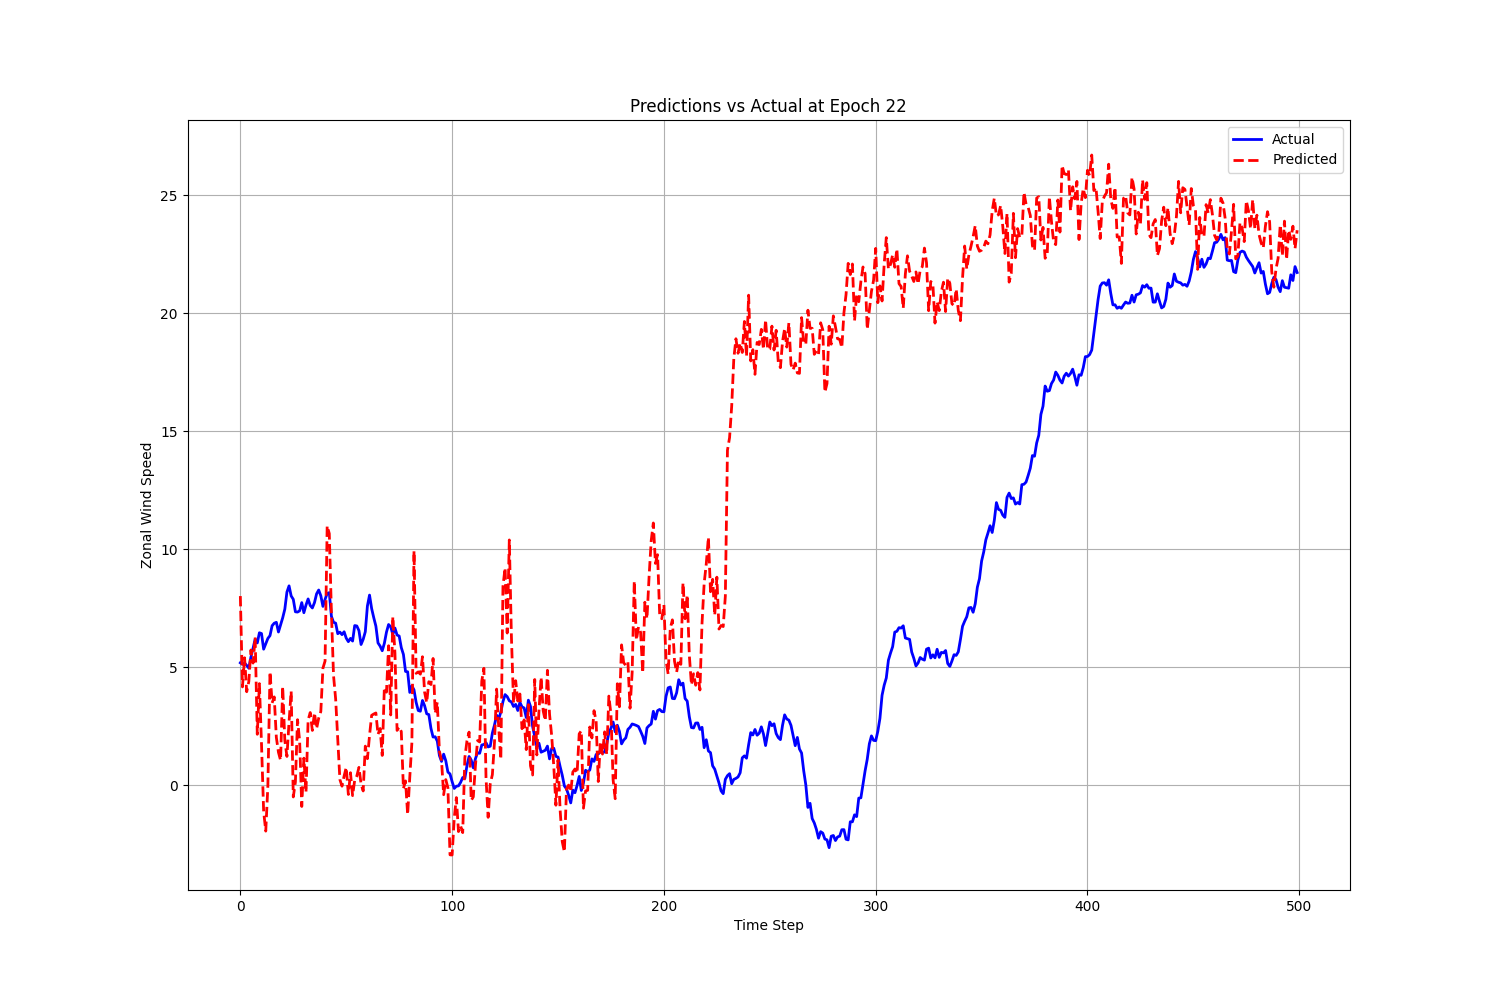 Predictions vs Actual at Epoch 22
Actual
Predicted
Zonal Wind Speed
25
20
15
10
5
0
0 100 200 300 400 500
Time Step